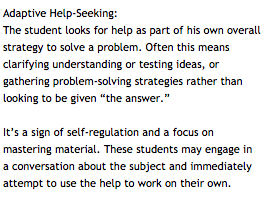 Adaptive Help-Seeking:
The student looks for help as part of his own overall
strategy to solve a problem. Often this means
clarifying understanding or testing ideas, or
gathering problem-solving strategies rather than
looking to be given “the answer.”
It’s a sign of self-regulation and a focus on
mastering material. These students may engage in
a conversation about the subject and immediately
attempt to use the help to work on their own.